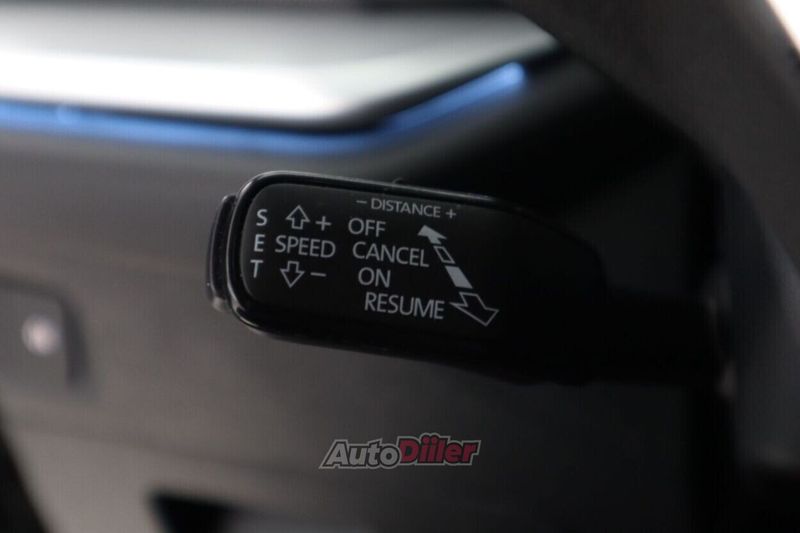 - DISTANCE +
S + OFF
E SPEED CANCEL
T - ON
RESUME
AutoDiiler